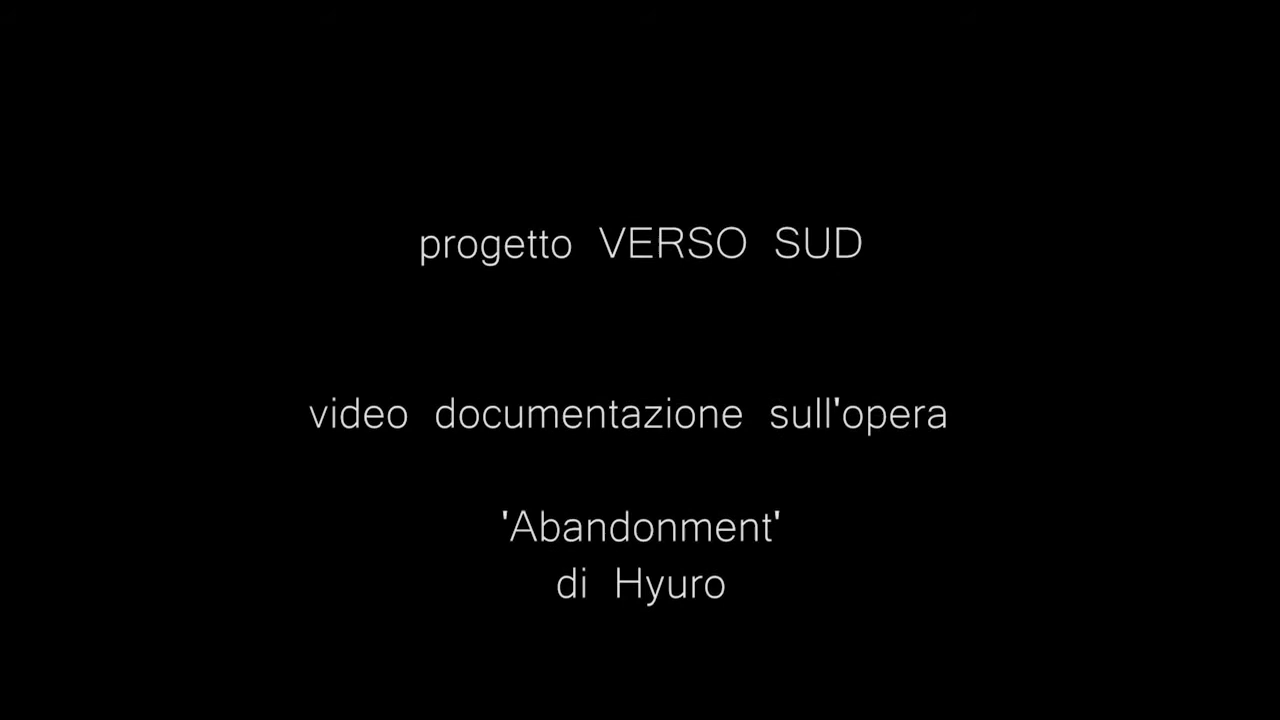 progetto VERSO SUD
video documentazione sull'opera
'Abandonment'
di Hyuro